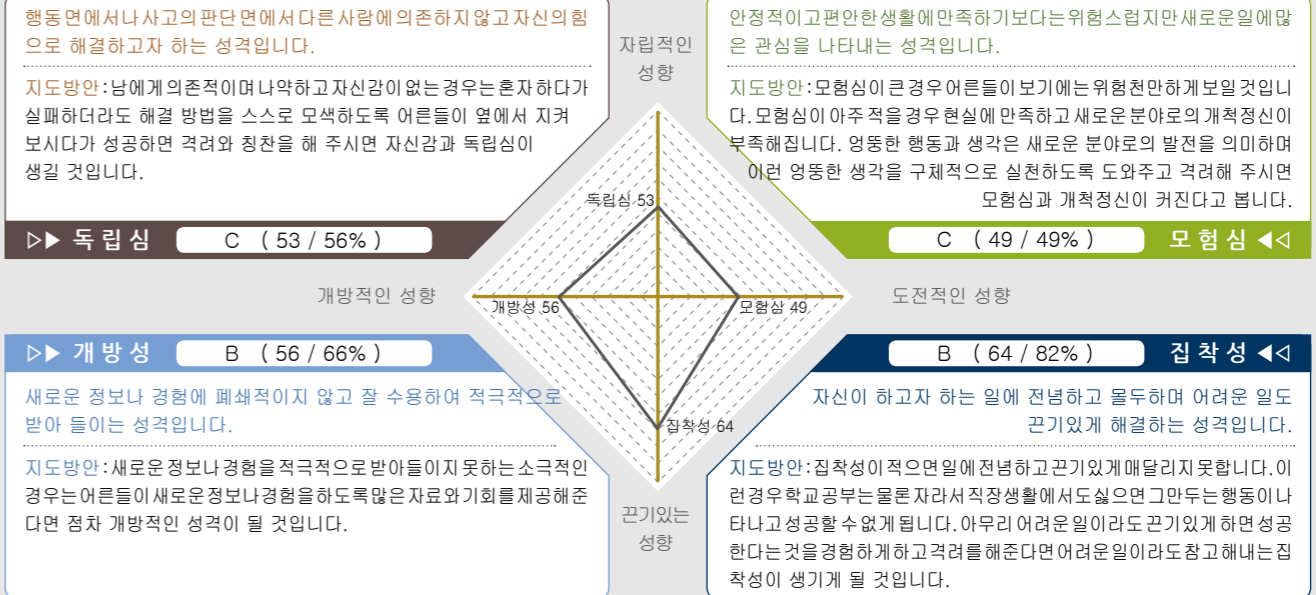 행동면에서나 사고의 판단 면에서 다른 사람에 의존하지 않고 자신의 힘
으로 해결하고자 하는 성격입니다.
지도방안 : 남에게 의존적이며 나약하고 자신감이 없는 경우는 혼자 하다가
실패하더라도 해결 방법을 스스로 모색하도록 어른들이 옆에서 지켜
보시다가 성공하면 격려와 칭찬을 해 주시면 자신감과 독립심이
생길 것입니다.
▷▶ 독립심 C ( 53 / 56% )
자립적인
성향
안정적이고 편안한 생활에 만족하기보다는 위험스럽지만 새로운 일에 많
은 관심을 나타내는 성격입니다.
지도방안 : 모험심이 큰 경우 어른들이 보기에는 위험천만하게 보일 것입니
다. 모험심이 아주 적을 경우 현실에 만족하고 새로운 분야로의 개척정신이
부족해집니다. 엉뚱한 행동과 생각은 새로운 분야로의 발전을 의미하며
이런 엉뚱한 생각을 구체적으로 실천하도록 도와주고 격려해 주시면
모험심과 개척정신이 커진다고 봅니다.
C ( 49 / 49% ) 모험심 ◀◁
독립심 53
개방적인 성향
개방성 56
모험심 49
도전적인 성향
집착성 64
▷▶ 개방성 B ( 56 / 66% )
새로운 정보나 경험에 폐쇄적이지 않고 잘 수용하여 적극적으로
받아 들이는 성격입니다.
지도방안 : 새로운 정보나 경험을 적극적으로 받아들이지 못하는 소극적인
경우는 어른들이 새로운 정보나 경험을 하도록 많은 자료와 기회를 제공해 준
다면 점차 개방적인 성격이 될 것입니다.
끈기있는
성향
B ( 64 / 82% ) 집착성 ◀◁
자신이 하고자 하는 일에 전념하고 몰두하며 어려운 일도
끈기있게 해결하는 성격입니다.
지도방안 : 집착성이 적으면 일에 전념하고 끈기있게 매달리지 못합니다. 이
런 경우 학교 공부는 물론 자라서 직장생활에서도 싫으면 그만두는 행동이 나
타나고 성공할 수 없게 됩니다. 아무리 어려운 일이라도 끈기있게 하면 성공
한다는 것을 경험하게 하고 격려를 해준다면 어려운 일이라도 참고 해내는 집
착성이 생기게 될 것입니다.